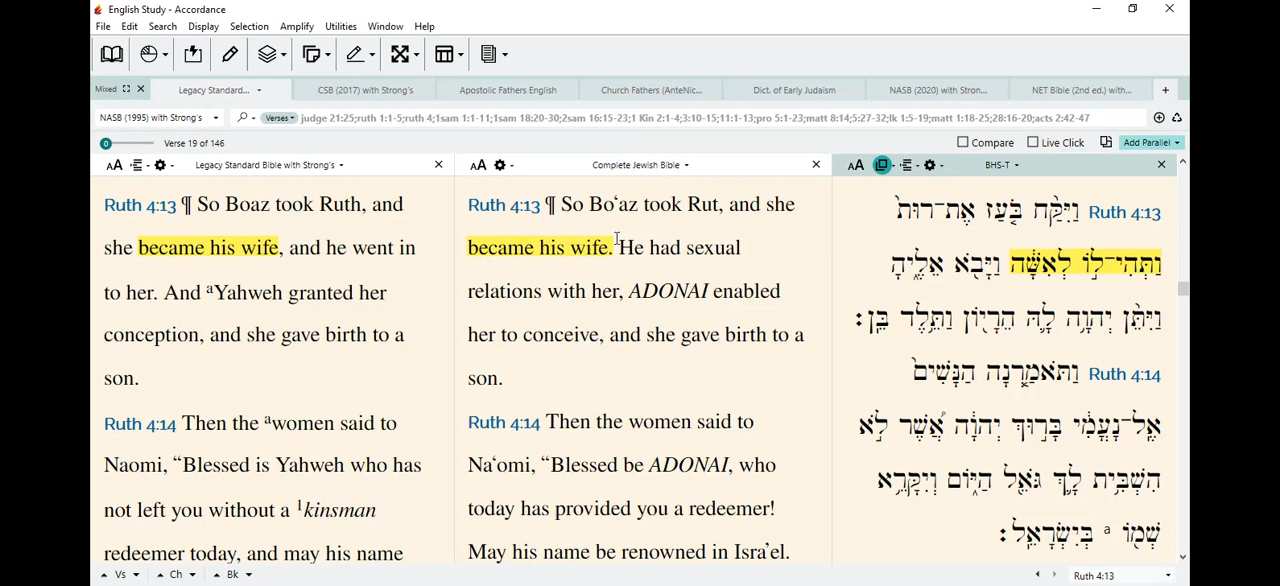 English Study - Accordance
File Edit Search Display Selection Amplify Utilities Window Help
Mixed Legacy Standard... CSB (2017) with Strong's Apostolic Fathers English Church Fathers (AnteNic... Dict. of Early Judaism NASB (2020) with Stron... NET Bible (2nd ed.) with...
NASB (1995) with Strong's Verses judge 21:25;ruth 1:1-5;ruth 4;1sam 1:1-11;1sam 18:20-30;2sam 16:15-23;1 Kin 2:1-4;3:10-15;11:1-13;pro 5:1-23;matt 8:14;5:27-32;lk 1:5-19;matt 1:18-25;28:16-20;acts 2:42-47
0 Verse 19 of 146 Compare Live Click Add Parallel
AA Legacy Standard Bible with Strong's
Ruth 4:13 ¶ So Boaz took Ruth, and
she became his wife, and he went in
to her. And ᵃYahweh granted her
conception, and she gave birth to a
son.
Ruth 4:14 Then the ᵃwomen said to
Naomi, “Blessed is Yahweh who has
not left you without a ¹kinsman
redeemer today, and may his name
AA Complete Jewish Bible
Ruth 4:13 ¶ So Bo‘az took Rut, and she
became his wife. He had sexual
relations with her, ADONAI enabled
her to conceive, and she gave birth to a
son.
Ruth 4:14 Then the women said to
Na‘omi, “Blessed be ADONAI, who
today has provided you a redeemer!
May his name be renowned in Isra’el.
AA BHS-T
Ruth 4:13 וַיִּקַּ֨ח בֹּ֤עַז אֶת־רוּת֙
וַתְּהִי־ל֣וֹ לְאִשָּׁ֔ה וַיָּבֹ֖א אֵלֶ֑יהָ
וַיִּתֵּ֨ן יְהוָ֥ה לָ֛הּ הֵרָי֖וֹן וַתֵּ֥לֶד בֵּֽן׃
Ruth 4:14 וַתֹּאמַ֤רְנָה הַנָּשִׁים֙
אֶֽל־נָעֳמִ֔י בָּר֣וּךְ יְהוָ֔ה אֲ֠שֶׁר לֹ֣א
הִשְׁבִּ֥ית לָ֛ךְ גֹּאֵ֖ל הַיּ֑וֹם וְיִקָּרֵ֥א
שְׁמ֖וֹ ᵃ בְּיִשְׂרָאֵֽל׃
Vs Ch Bk Ruth 4:13